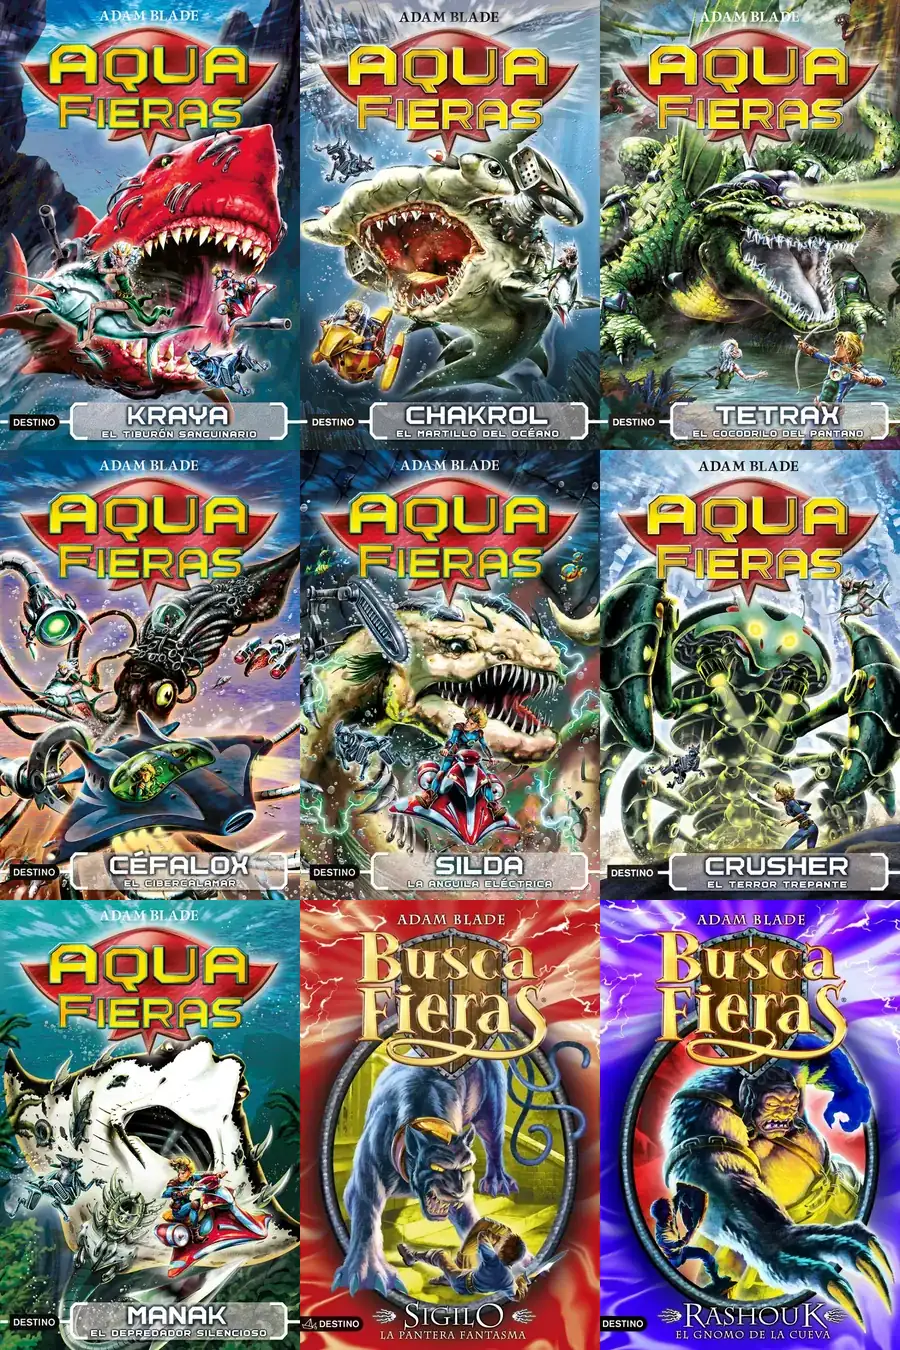 ADAM BLADE
AQUA
FIERAS
DESTINO
KRAYA
EL TIBURÓN SANGUINARIO
ADAM BLADE
AQUA
FIERAS
DESTINO
CHAKROL
EL MARTILLO DEL OCÉANO
ADAM BLADE
AQUA
FIERAS
DESTINO
TETRAX
EL COCODRILO DEL PANTANO
ADAM BLADE
AQUA
FIERAS
DESTINO
CÉFALOX
EL CIBERCALAMAR
ADAM BLADE
AQUA
FIERAS
DESTINO
SILDA
LA ANGUILA ELÉCTRICA
ADAM BLADE
AQUA
FIERAS
DESTINO
CRUSHER
EL TERROR TREPANTE
ADAM BLADE
AQUA
FIERAS
DESTINO
MANAK
EL DEPREDADOR SILENCIOSO
ADAM BLADE
Busca
Fieras
DESTINO
SIGILO
LA PANTERA FANTASMA
ADAM BLADE
Busca
Fieras
DESTINO
RASHOUK
EL GNOMO DE LA CUEVA